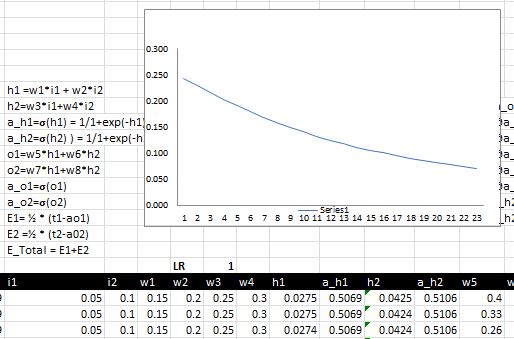 0.300
0.250
0.200
0.150
0.100
0.050
0.000
1 2 3 4 5 6 7 8 9 10 11 12 13 14 15 16 17 18 19 20 21 22 23
Series1
h1 =w1*i1 + w2*i2
h2=w3*i1+w4*i2
a_h1=σ(h1) = 1/1+exp(-h1)
a_h2=σ(h2) ) = 1/1+exp(-h
o1=w5*h1+w6*h2
o2=w7*h1+w8*h2
a_o1=σ(o1)
a_o2=σ(o2)
E1= ½ * (t1-ao1)
E2 =½ * (t2-a02)
E_Total = E1+E2
LR 1
i1 i2 w1 w2 w3 w4 h1 a_h1 h2 a_h2 w5
0.05 0.1 0.15 0.2 0.25 0.3 0.0275 0.5069 0.0425 0.5106 0.4
0.05 0.1 0.15 0.2 0.25 0.3 0.0275 0.5069 0.0424 0.5106 0.33
0.05 0.1 0.15 0.2 0.25 0.3 0.0274 0.5069 0.0424 0.5106 0.26